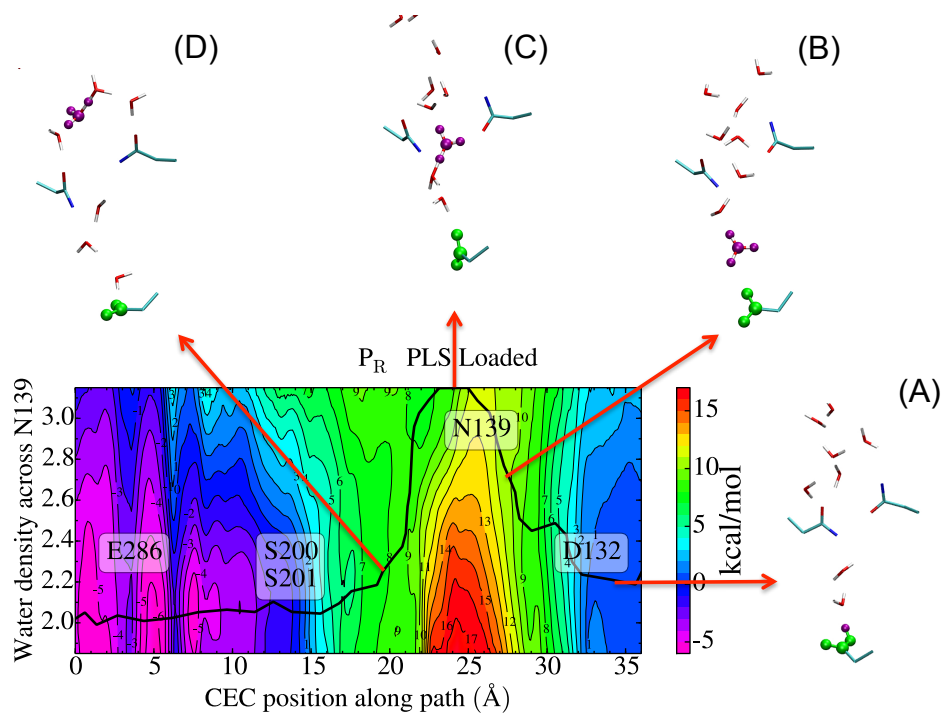 (D)
(C)
(B)
P_R PLS Loaded
(A)
Water density across N139
3.0
2.8
2.6
2.4
2.2
2.0
N139
E286
S200
S201
D132
15
10
5
0
-5
kcal/mol
0 5 10 15 20 25 30 35
CEC position along path (Å)